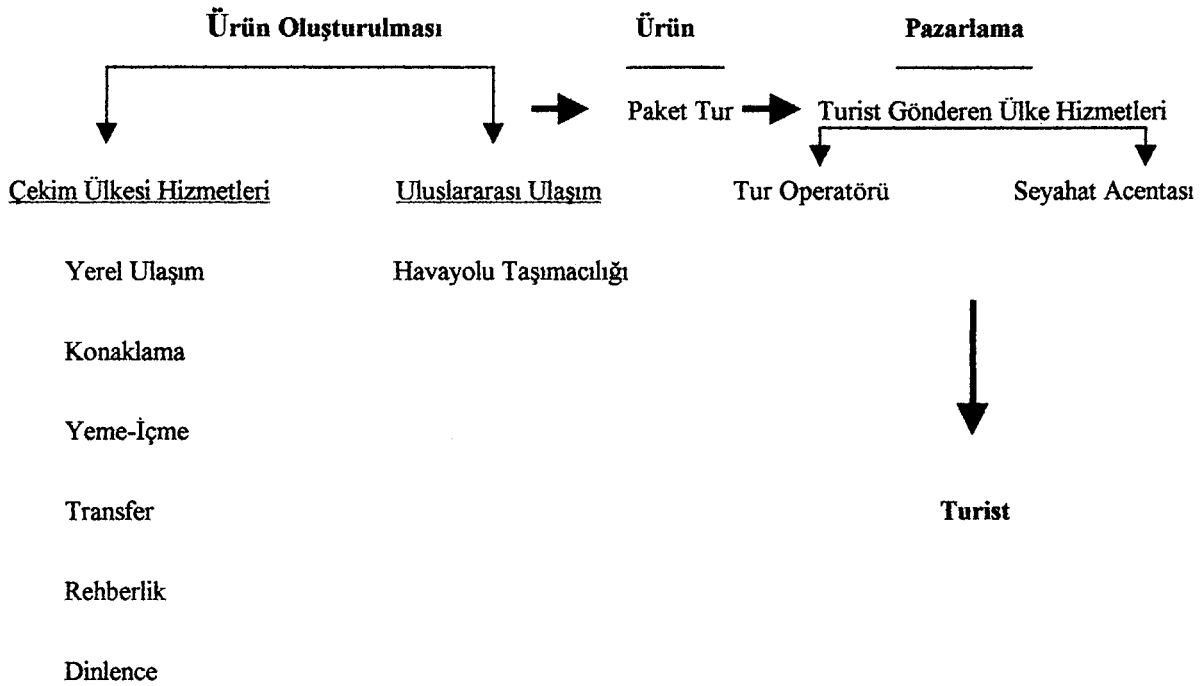 Ürün Oluşturulması Ürün Pazarlama
Paket Tur Turist Gönderen Ülke Hizmetleri
Çekim Ülkesi Hizmetleri Uluslararası Ulaşım Tur Operatörü Seyahat Acentası
Yerel Ulaşım Havayolu Taşımacılığı
Konaklama
Yeme-İçme
Transfer Turist
Rehberlik
Dinlence